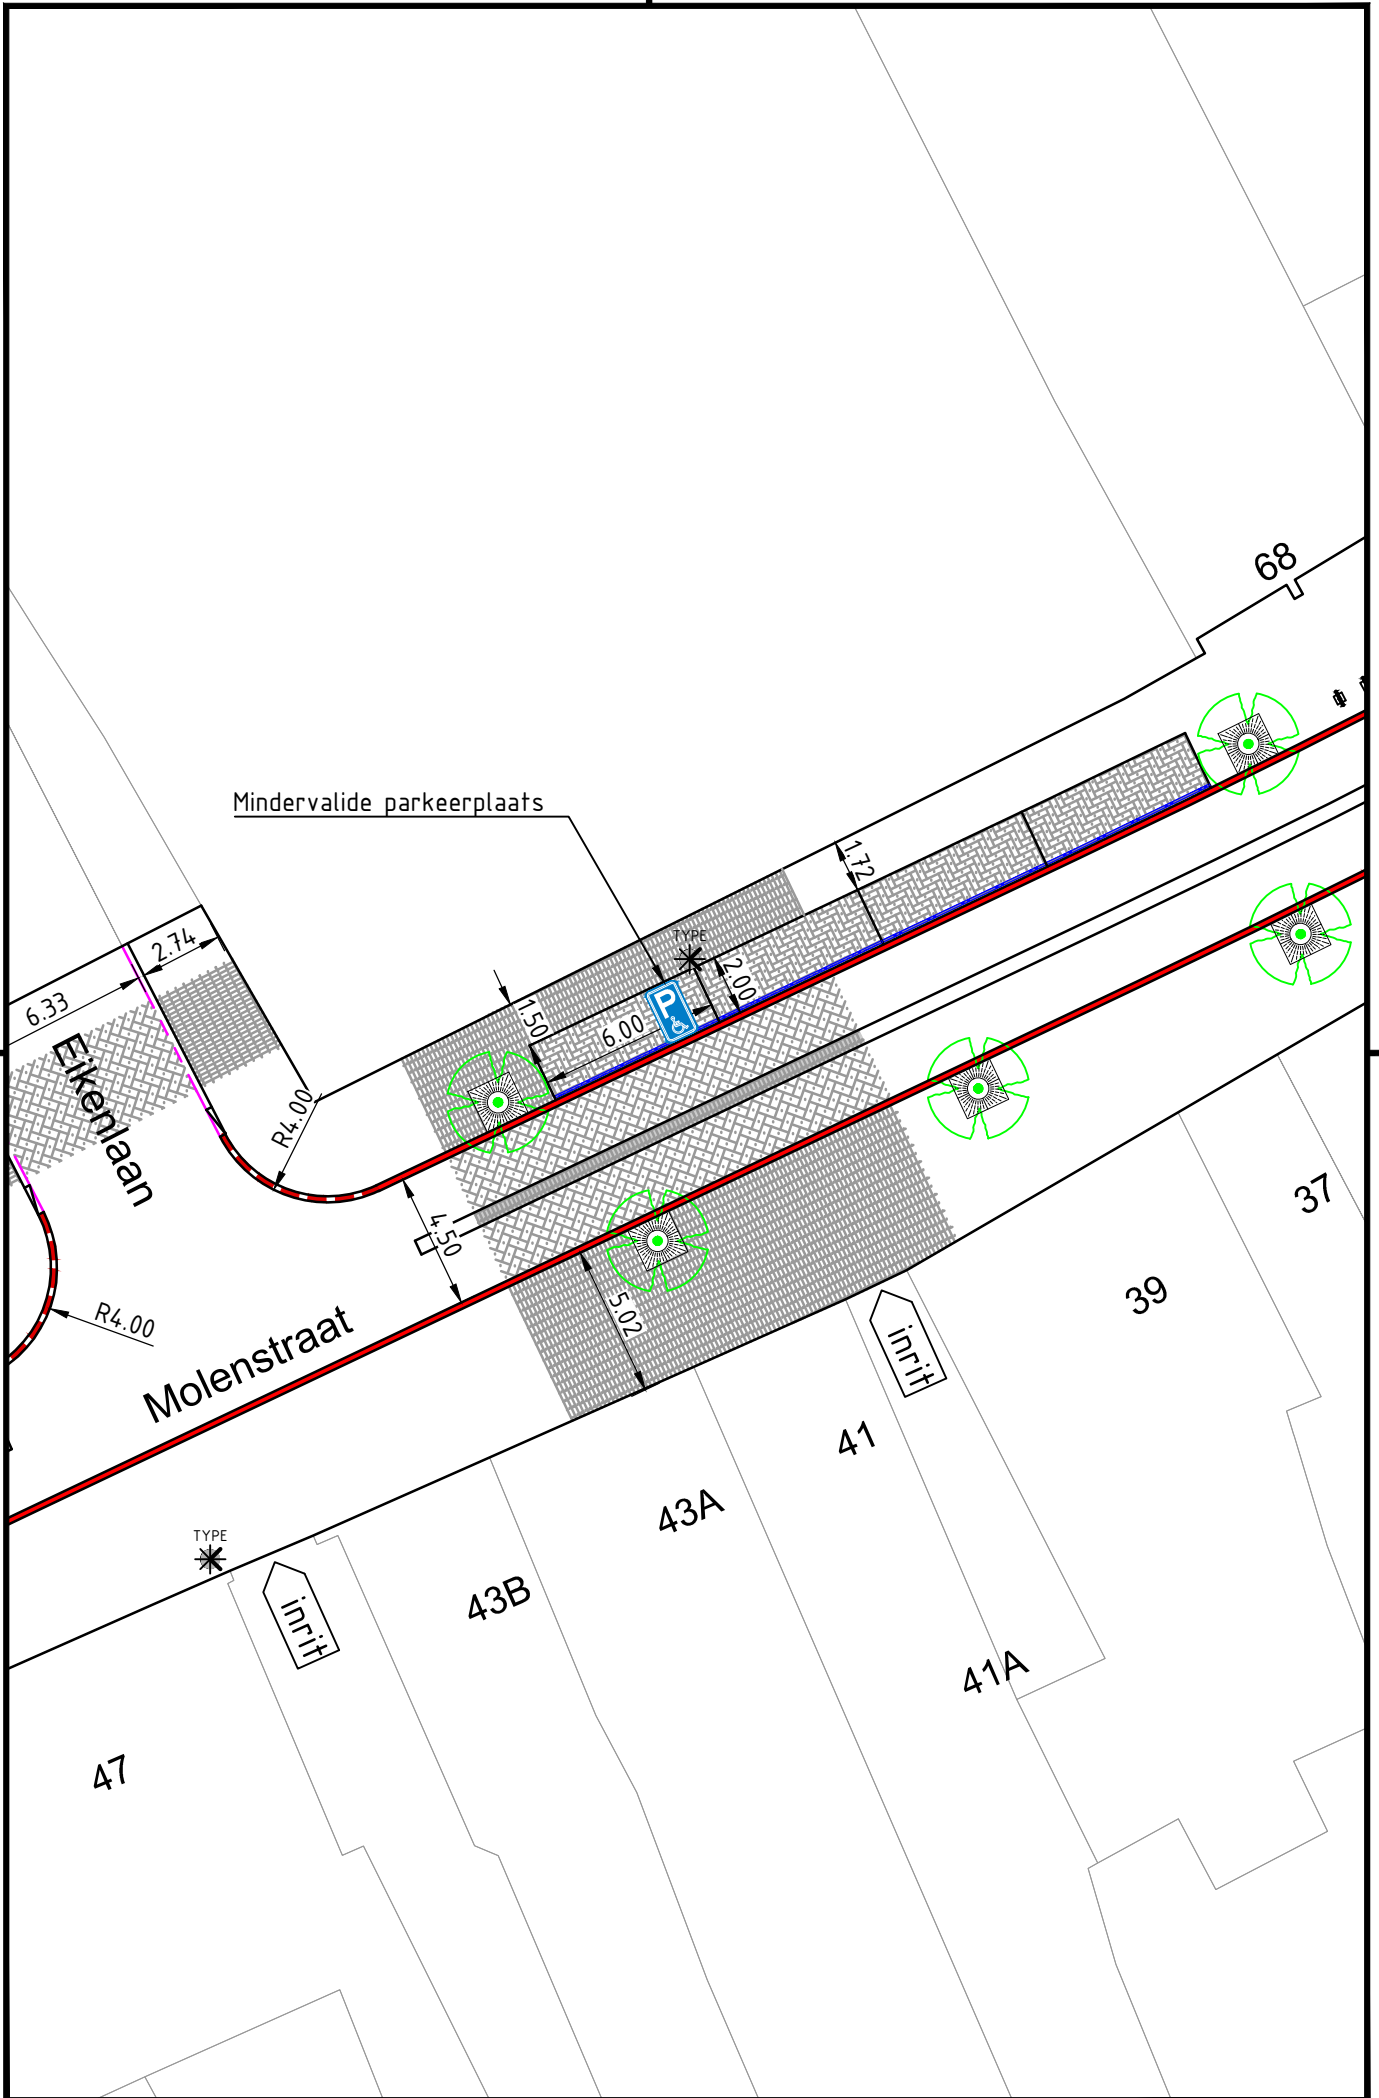 68
Mindervalide parkeerplaats
1.72
TYPE
2.74
2.00
6.33
P
1.50
6.00
Eikenlaan
R4.00
37
4.50
39
R4.00
5.02
Molenstraat
inrit
41
43A
TYPE
43B
inrit
41A
47